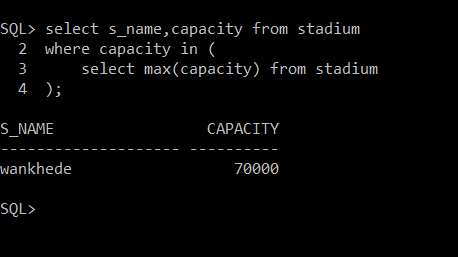 SQL> select s_name,capacity from stadium
  2  where capacity in (
  3      select max(capacity) from stadium
  4  );
S_NAME                 CAPACITY
-------------------- ----------
wankhede                  70000
SQL>